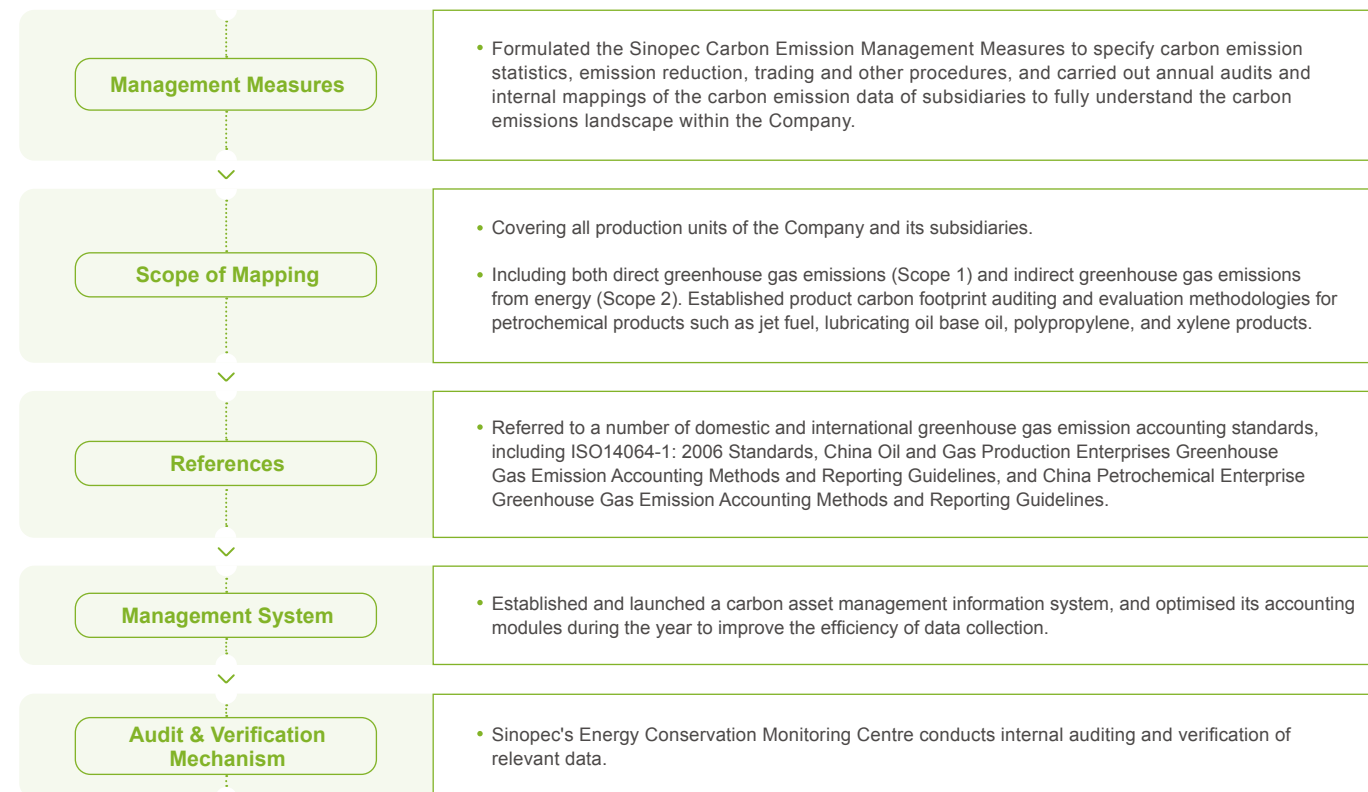 Management Measures
• Formulated the Sinopec Carbon Emission Management Measures to specify carbon emission
statistics, emission reduction, trading and other procedures, and carried out annual audits and
internal mappings of the carbon emission data of subsidiaries to fully understand the carbon
emissions landscape within the Company.
Scope of Mapping
• Covering all production units of the Company and its subsidiaries.
• Including both direct greenhouse gas emissions (Scope 1) and indirect greenhouse gas emissions
from energy (Scope 2). Established product carbon footprint auditing and evaluation methodologies for
petrochemical products such as jet fuel, lubricating oil base oil, polypropylene, and xylene products.
References
• Referred to a number of domestic and international greenhouse gas emission accounting standards,
including ISO14064-1: 2006 Standards, China Oil and Gas Production Enterprises Greenhouse
Gas Emission Accounting Methods and Reporting Guidelines, and China Petrochemical Enterprise
Greenhouse Gas Emission Accounting Methods and Reporting Guidelines.
Management System
• Established and launched a carbon asset management information system, and optimised its accounting
modules during the year to improve the efficiency of data collection.
Audit & Verification
Mechanism
• Sinopec's Energy Conservation Monitoring Centre conducts internal auditing and verification of
relevant data.